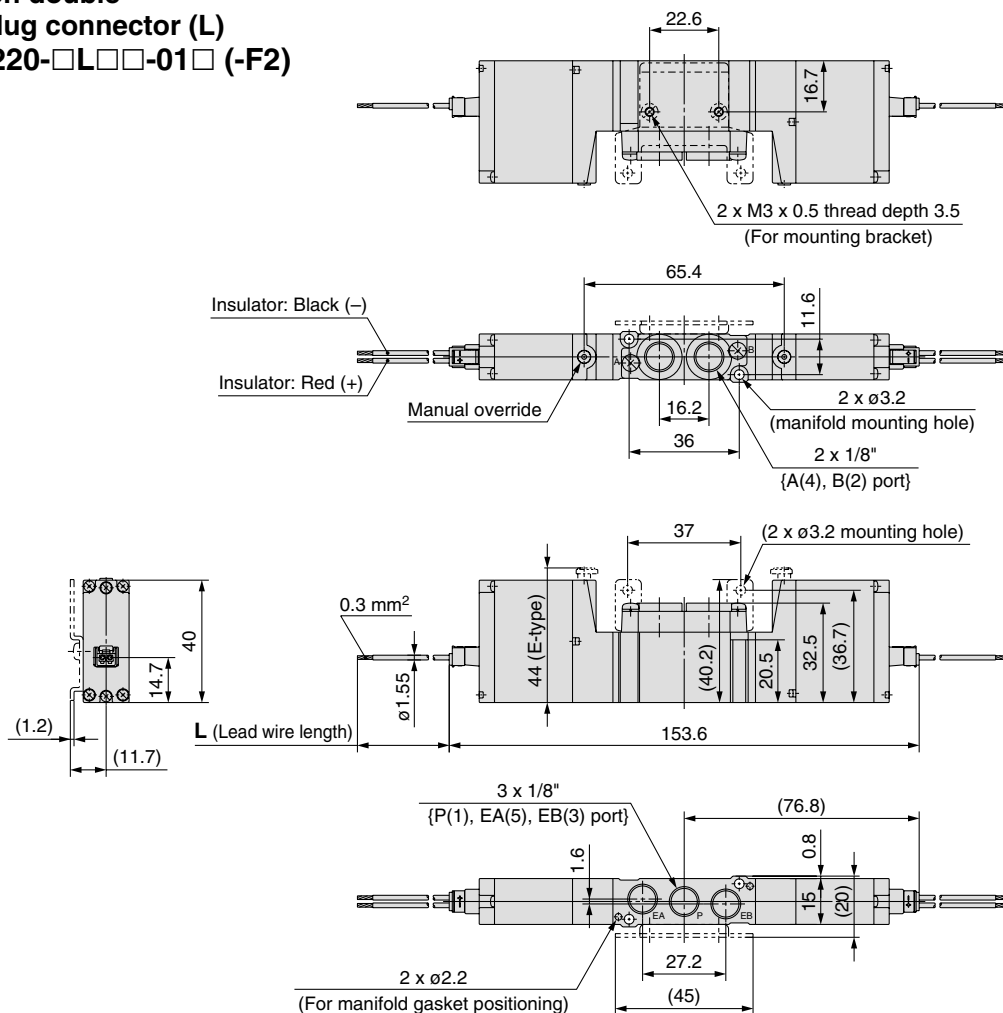 lug connector (L)
220-□L□□-01□ (-F2)
22.6
16.7
2 x M3 x 0.5 thread depth 3.5
(For mounting bracket)
65.4
11.6
Insulator: Black (–)
Insulator: Red (+)
A
B
Manual override
16.2
36
2 x ø3.2
(manifold mounting hole)
2 x 1/8"
{A(4), B(2) port}
37
(2 x ø3.2 mounting hole)
0.3 mm²
40
14.7
(1.2)
(11.7)
ø1.55
44 (E-type)
(40.2)
20.5
32.5
(36.7)
L (Lead wire length)
153.6
3 x 1/8"
{P(1), EA(5), EB(3) port}
(76.8)
1.6
0.8
15
(20)
EA
P
EB
27.2
(45)
2 x ø2.2
(For manifold gasket positioning)